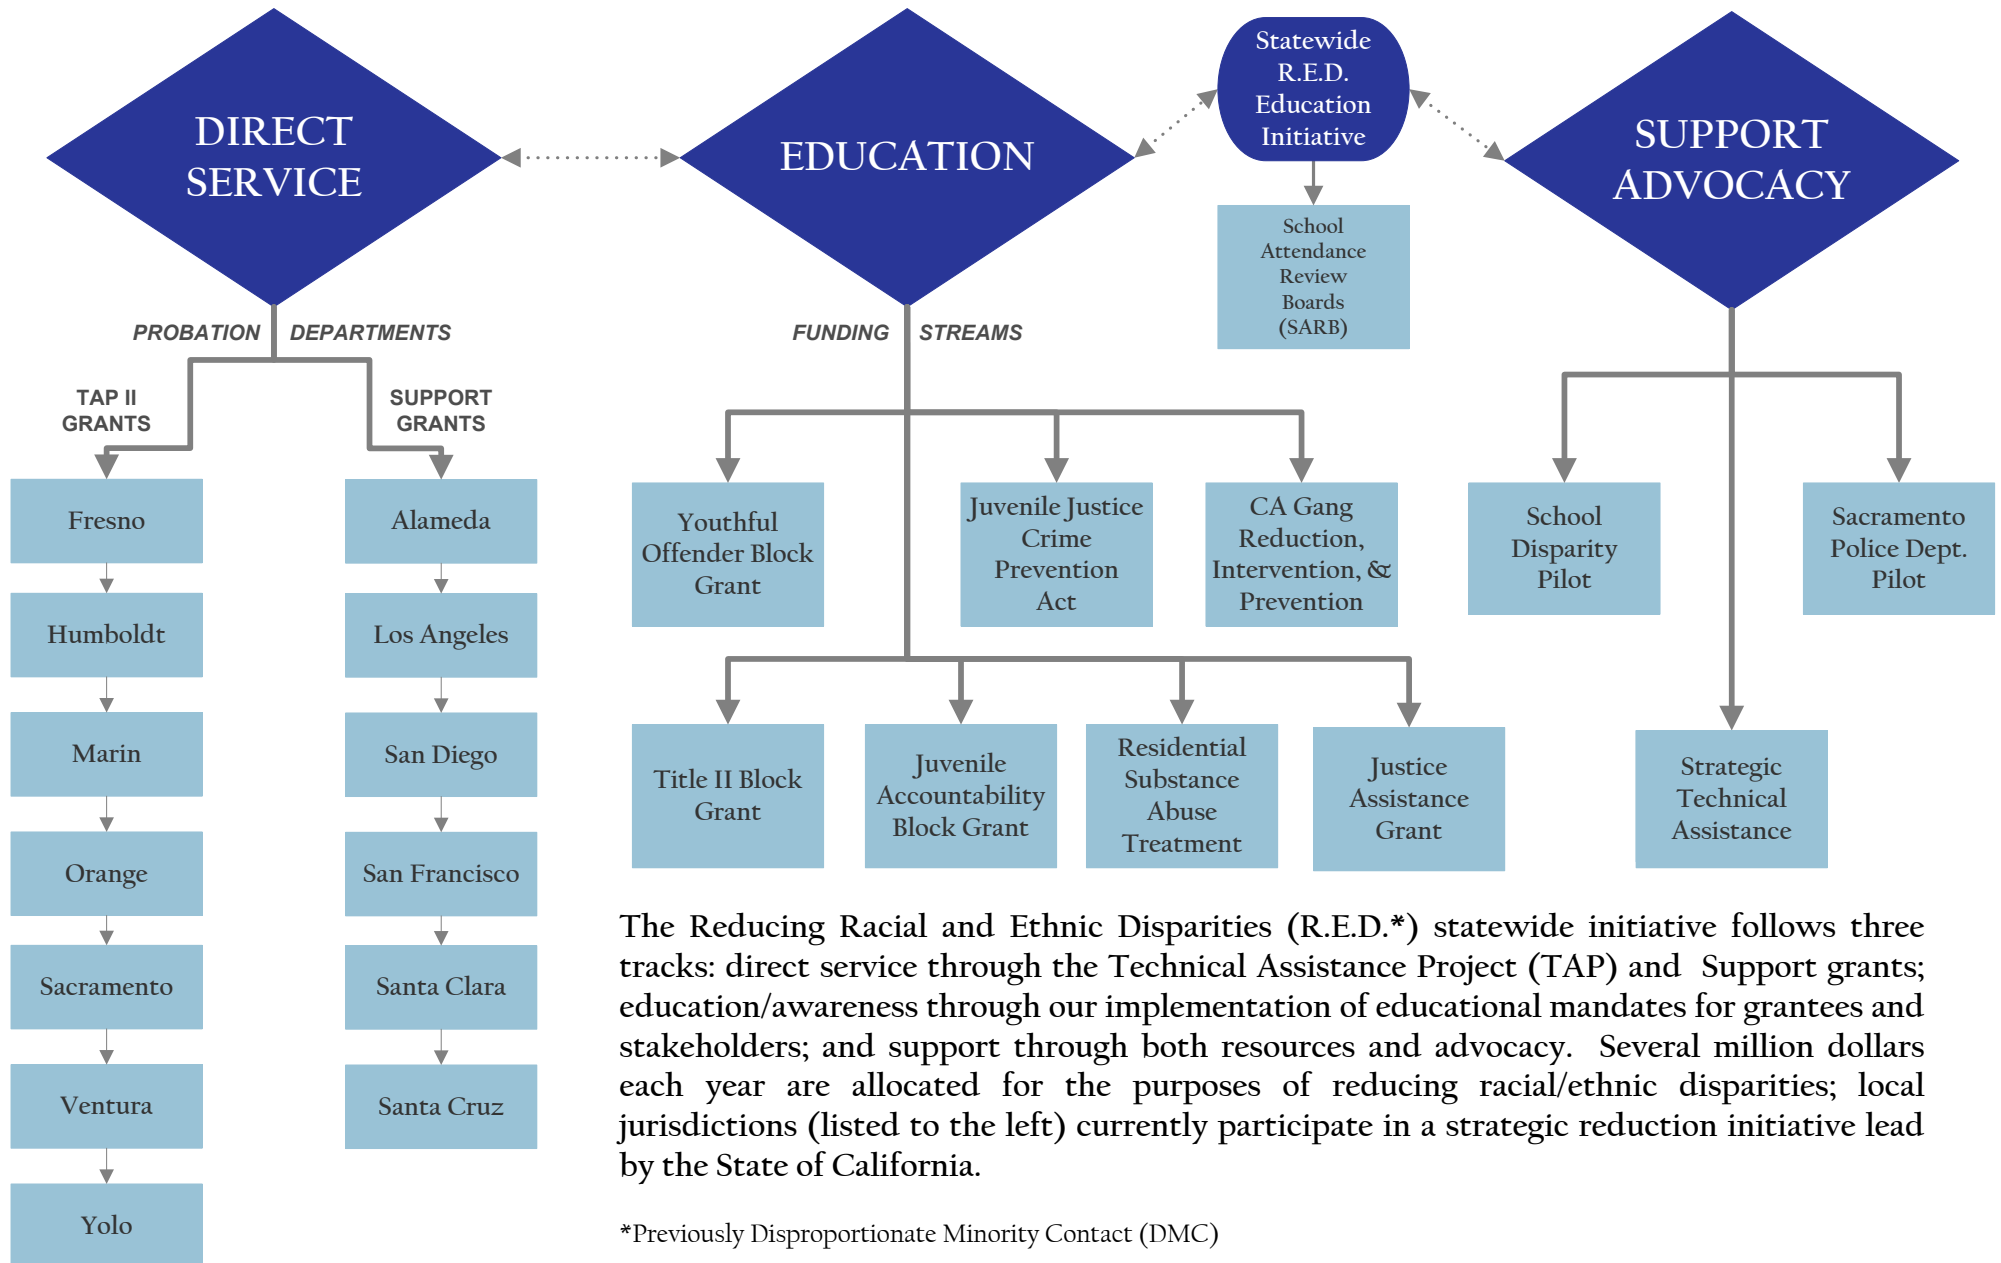 DIRECT
SERVICE
EDUCATION
Statewide
R.E.D.
Education
Initiative
SUPPORT
ADVOCACY
School
Attendance
Review
Boards
(SARB)
PROBATION DEPARTMENTS
TAP II
GRANTS
SUPPORT
GRANTS
Fresno
Humboldt
Marin
Orange
Sacramento
Ventura
Yolo
Alameda
Los Angeles
San Diego
San Francisco
Santa Clara
Santa Cruz
FUNDING STREAMS
Youthful
Offender Block
Grant
Juvenile Justice
Crime
Prevention
Act
CA Gang
Reduction,
Intervention, &
Prevention
Title II Block
Grant
Juvenile
Accountability
Block Grant
Residential
Substance
Abuse
Treatment
Justice
Assistance
Grant
School
Disparity
Pilot
Sacramento
Police Dept.
Pilot
Strategic
Technical
Assistance
The Reducing Racial and Ethnic Disparities (R.E.D.*) statewide initiative follows three
tracks: direct service through the Technical Assistance Project (TAP) and Support grants;
education/awareness through our implementation of educational mandates for grantees and
stakeholders; and support through both resources and advocacy. Several million dollars
each year are allocated for the purposes of reducing racial/ethnic disparities; local
jurisdictions (listed to the left) currently participate in a strategic reduction initiative lead
by the State of California.
*Previously Disproportionate Minority Contact (DMC)